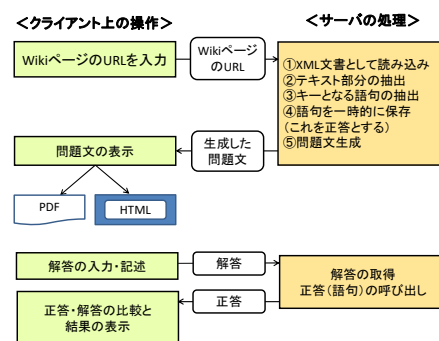 <クライアント上の操作>
<サーバの処理>
WikiページのURLを入力
Wikiページ
のURL
①XML文書として読み込み
②テキスト部分の抽出
③キーとなる語句の抽出
④語句を一時的に保存
(これを正答とする)
⑤問題文生成
問題文の表示
生成した
問題文
PDF
HTML
解答の入力・記述
解答
解答の取得
正答(語句)の呼び出し
正答・解答の比較と
結果の表示
正答